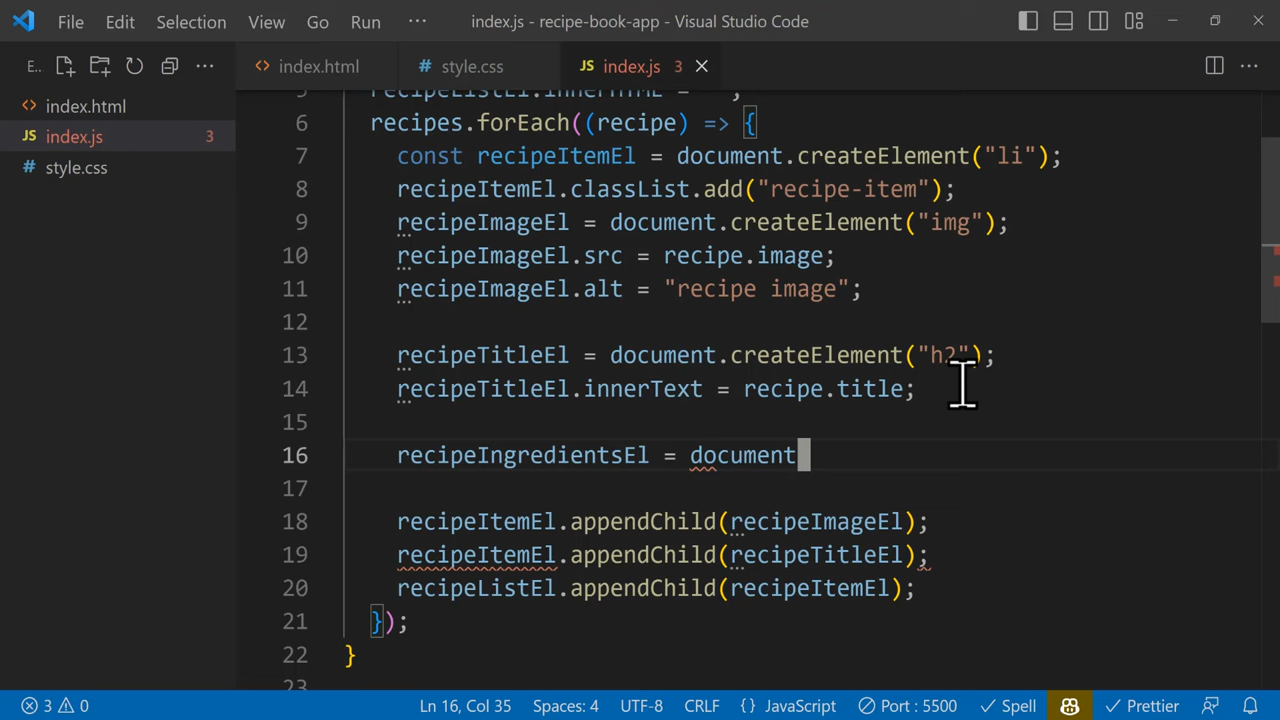 File Edit Selection View Go Run ··· index.js - recipe-book-app - Visual Studio Code
E.. ··· index.html # style.css JS index.js 3
index.html
JS index.js 3
# style.css
6 recipes.forEach((recipe) => {
7 const recipeItemEl = document.createElement("li");
8 recipeItemEl.classList.add("recipe-item");
9 recipeImageEl = document.createElement("img");
10 recipeImageEl.src = recipe.image;
11 recipeImageEl.alt = "recipe image";
12
13 recipeTitleEl = document.createElement("h2");
14 recipeTitleEl.innerText = recipe.title;
15
16 recipeIngredientsEl = document
17
18 recipeItemEl.appendChild(recipeImageEl);
19 recipeItemEl.appendChild(recipeTitleEl);
20 recipeListEl.appendChild(recipeItemEl);
21 });
22 }
23
3 0 Ln 16, Col 35 Spaces: 4 UTF-8 CRLF {} JavaScript Port : 5500 Spell Prettier